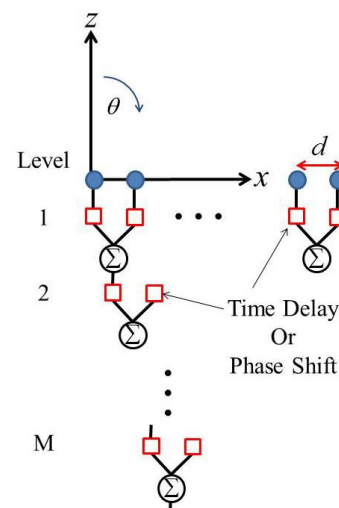 z
θ
d
Level
x
1
Σ
Σ
2
Σ
Time Delay
Or
Phase Shift
M
Σ